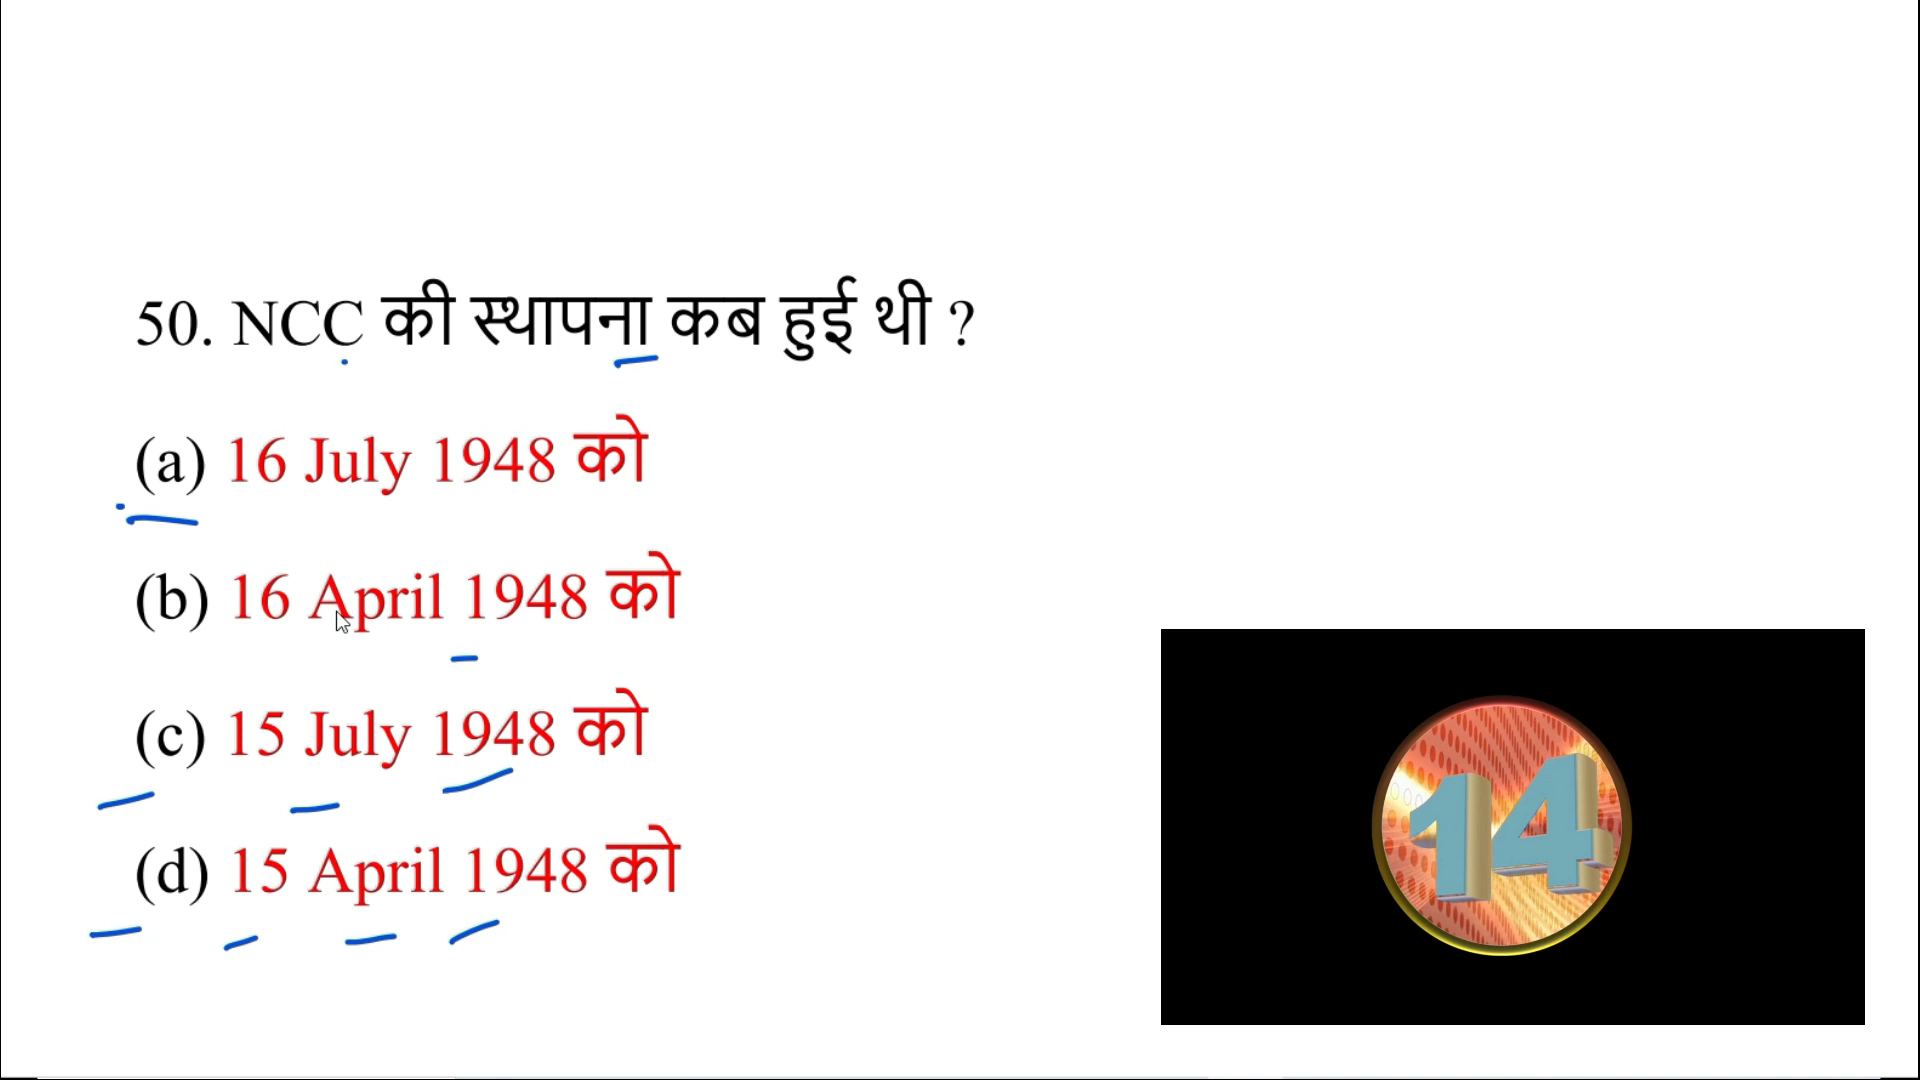 50. NCC की स्थापना कब हुई थी ?
(a) 16 July 1948 को
(b) 16 April 1948 को
(c) 15 July 1948 को
(d) 15 April 1948 को
14